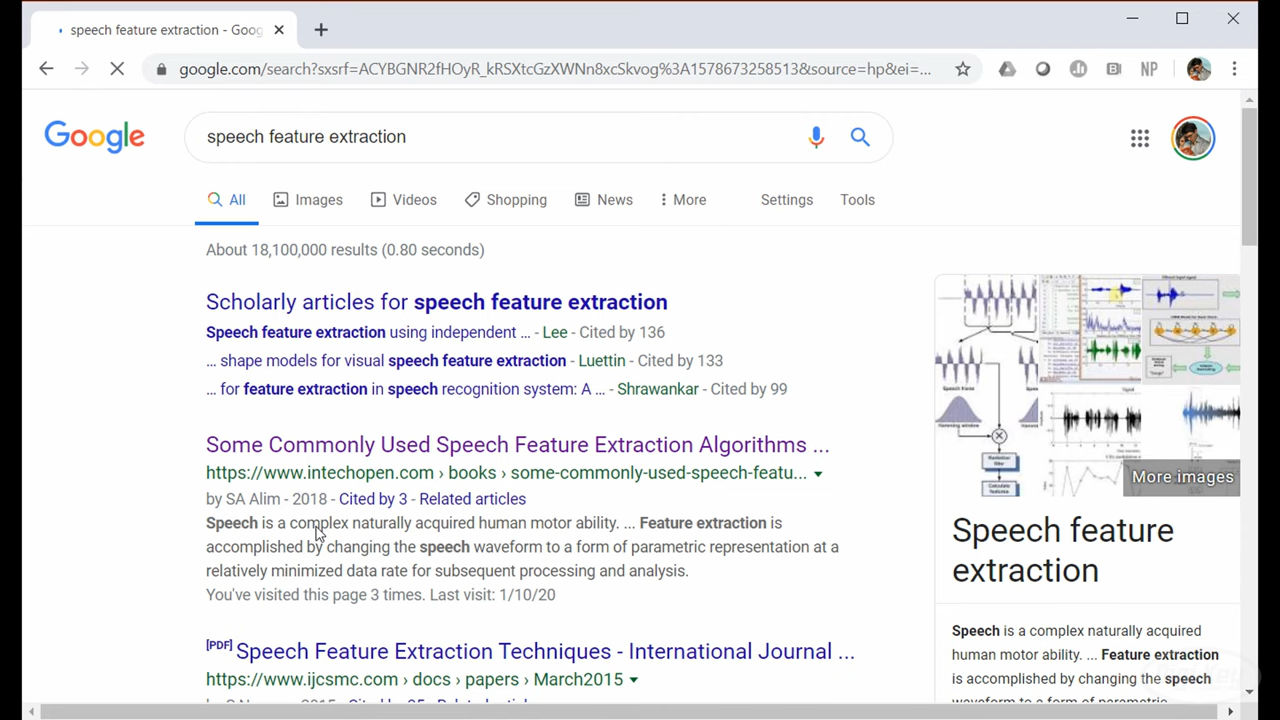 speech feature extraction - Goog
google.com/search?sxsrf=ACYBGNR2fHOyR_kRSXtcGzXWNn8xcSkvog%3A1578673258513&source=hp&ei=...
NP
Google
speech feature extraction
All
Images
Videos
Shopping
News
More
Settings
Tools
About 18,100,000 results (0.80 seconds)
Scholarly articles for speech feature extraction
Speech feature extraction using independent ... - Lee - Cited by 136
... shape models for visual speech feature extraction - Luettin - Cited by 133
... for feature extraction in speech recognition system: A ... - Shrawankar - Cited by 99
Some Commonly Used Speech Feature Extraction Algorithms ...
https://www.intechopen.com › books › some-commonly-used-speech-featu...
by SA Alim - 2018 - Cited by 3 - Related articles
Speech is a complex naturally acquired human motor ability. ... Feature extraction is
accomplished by changing the speech waveform to a form of parametric representation at a
relatively minimized data rate for subsequent processing and analysis.
You've visited this page 3 times. Last visit: 1/10/20
[PDF] Speech Feature Extraction Techniques - International Journal ...
https://www.ijcsmc.com › docs › papers › March2015
More images
Speech feature
extraction
Speech is a complex naturally acquired
human motor ability. ... Feature extraction
is accomplished by changing the speech
waveform to a form of parametric